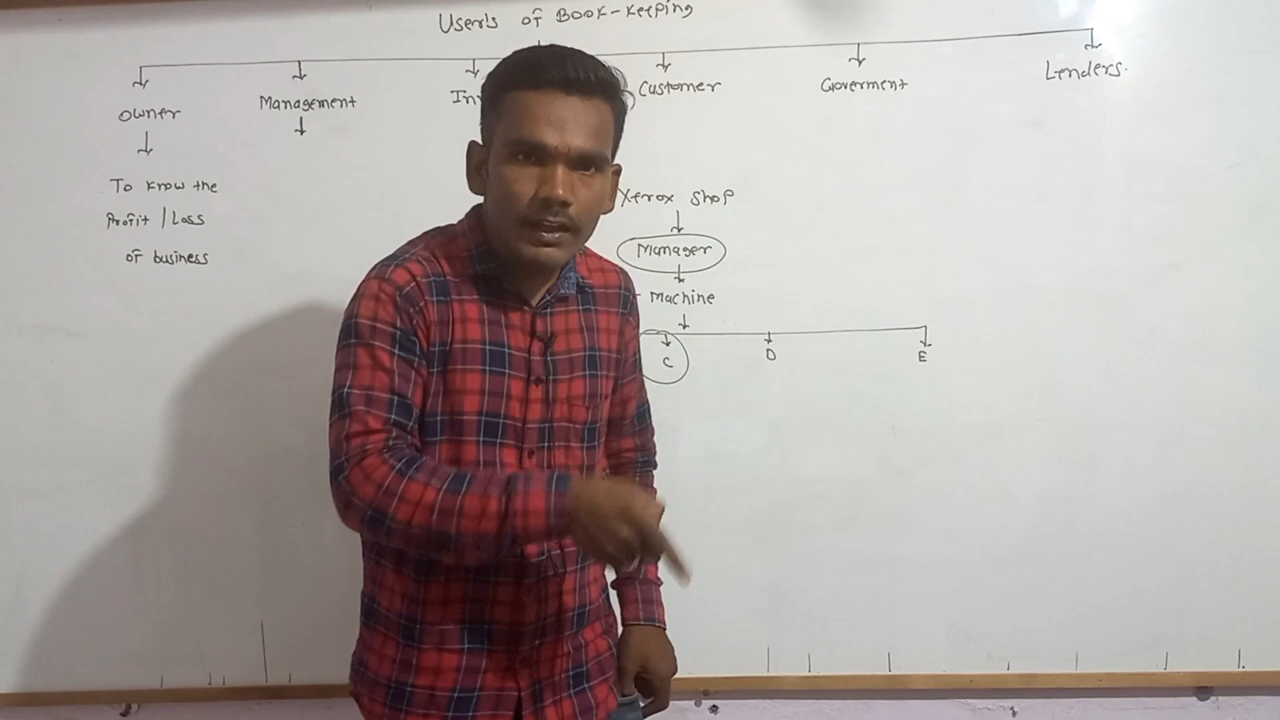 User's of Book-keeping
Owner
Management
Customer
Goverment
Lenders.
To know the
Profit / Loss
of business
Xerox shop
Manager
Machine
C
D
E